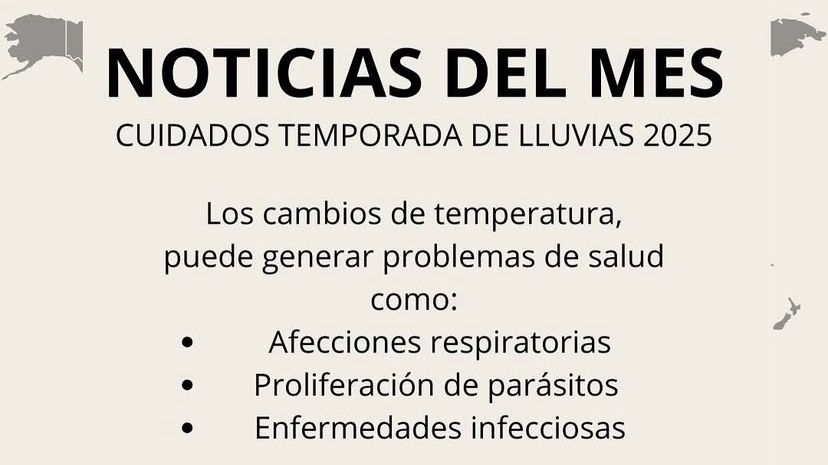 NOTICIAS DEL MES
CUIDADOS TEMPORADA DE LLUVIAS 2025
Los cambios de temperatura,
puede generar problemas de salud
como:
• Afecciones respiratorias
• Proliferación de parásitos
• Enfermedades infecciosas